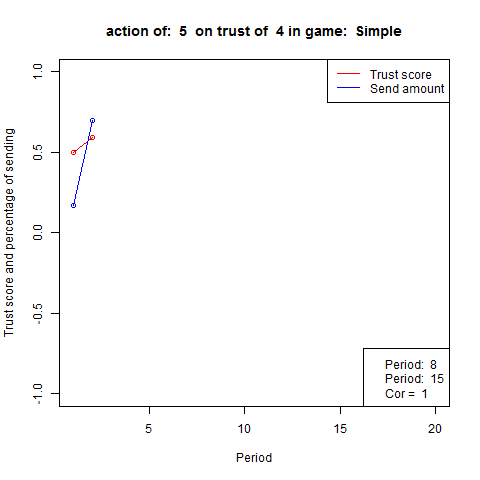 action of:  5  on trust of  4 in game:  Simple
Trust score
Send amount
Trust score and percentage of sending
1.0
0.5
0.0
-0.5
-1.0
Period:  8
Period:  15
Cor =  1
5
10
15
20
Period